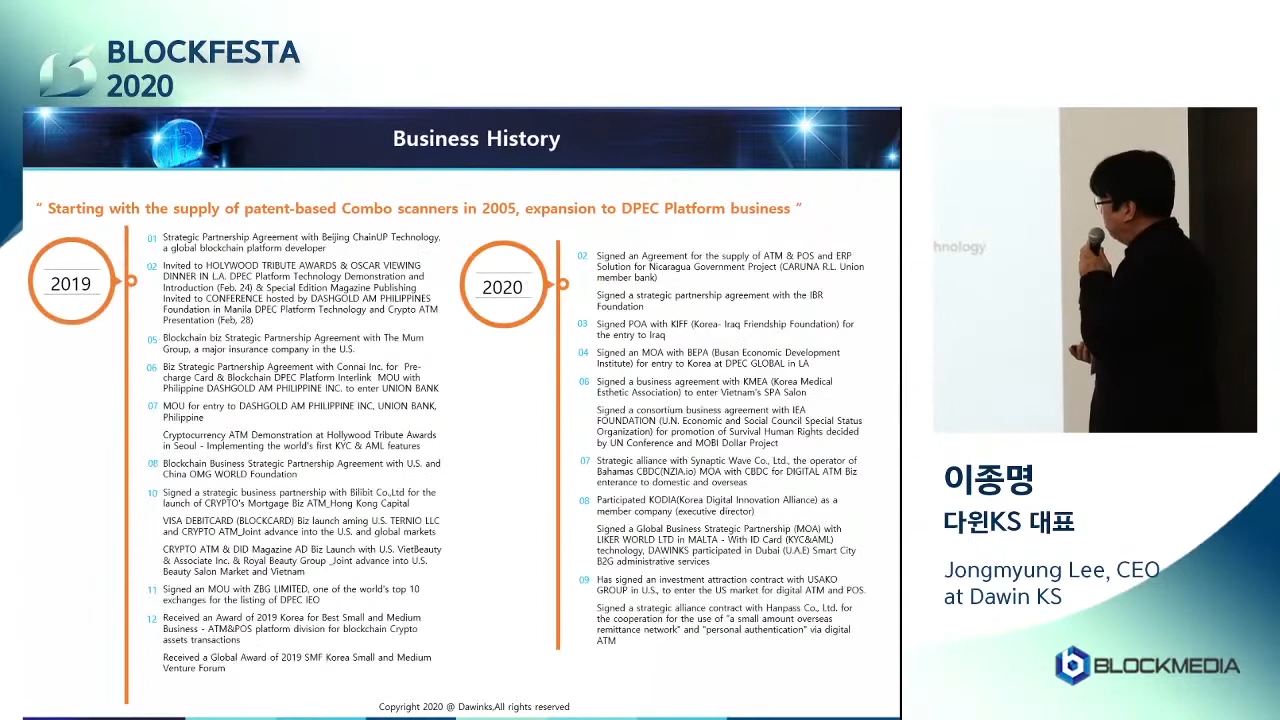 BLOCKFESTA
2020
Business History
“ Starting with the supply of patent-based Combo scanners in 2005, expansion to DPEC Platform business “
2019
01 Strategic Partnership Agreement with Beijing ChainUP Technology,
a global blockchain platform developer
02 Invited to HOLYWOOD TRIBUTE AWARDS & OSCAR VIEWING
DINNER IN L.A. DPEC Platform Technology Demonstration and
Introduction (Feb. 24) & Special Edition Magazine Publishing
Invited to CONFERENCE hosted by DASHGOLD AM PHILIPPINES
Foundation in Manila DPEC Platform Technology and Crypto ATM
Presentation (Feb, 28)
05 Blockchain biz Strategic Partnership Agreement with The Mum
Group, a major insurance company in the U.S.
06 Biz Strategic Partnership Agreement with Connai Inc. for Pre-
charge Card & Blockchain DPEC Platform Interlink MOU with
Philippine DASHGOLD AM PHILIPPINE INC. to enter UNION BANK
07 MOU for entry to DASHGOLD AM PHILIPPINE INC, UNION BANK,
Philippine
Cryptocurrency ATM Demonstration at Hollywood Tribute Awards
in Seoul - Implementing the world's first KYC & AML features
08 Blockchain Business Strategic Partnership Agreement with U.S. and
China OMG WORLD Foundation
10 Signed a strategic business partnership with Bilibit Co.,Ltd for the
launch of CRYPTO's Mortgage Biz ATM_Hong Kong Capital
VISA DEBITCARD (BLOCKCARD) Biz launch aming U.S. TERNIO LLC
and CRYPTO ATM_Joint advance into the U.S. and global markets
CRYPTO ATM & DID Magazine AD Biz Launch with U.S. VietBeauty
& Associate Inc. & Royal Beauty Group _Joint advance into U.S.
Beauty Salon Market and Vietnam
11 Signed an MOU with ZBG LIMITED, one of the world's top 10
exchanges for the listing of DPEC IEO
12 Received an Award of 2019 Korea for Best Small and Medium
Business - ATM&POS platform division for blockchain Crypto
assets transactions
Received a Global Award of 2019 SMF Korea Small and Medium
Venture Forum
2020
02 Signed an Agreement for the supply of ATM & POS and ERP
Solution for Nicaragua Government Project (CARUNA R.L. Union
member bank)
Signed a strategic partnership agreement with the IBR
Foundation
03 Signed POA with KIFF (Korea- Iraq Friendship Foundation) for
the entry to Iraq
04 Signed an MOA with BEPA (Busan Economic Development
Institute) for entry to Korea at DPEC GLOBAL in LA
06 Signed a business agreement with KMEA (Korea Medical
Esthetic Association) to enter Vietnam's SPA Salon
Signed a consortium business agreement with IEA
FOUNDATION (U.N. Economic and Social Council Special Status
Organization) for promotion of Survival Human Rights decided
by UN Conference and MOBI Dollar Project
07 Strategic alliance with Synaptic Wave Co., Ltd., the operator of
Bahamas CBDC(NZIA.io) MOA with CBDC for DIGITAL ATM Biz
enterance to domestic and overseas
08 Participated KODIA(Korea Digital Innovation Alliance) as a
member company (executive director)
Signed a Global Business Strategic Partnership (MOA) with
LIKER WORLD LTD in MALTA - With ID Card (KYC&AML)
technology, DAWINKS participated in Dubai (U.A.E) Smart City
B2G administrative services
09 Has signed an investment attraction contract with USAKO
GROUP in U.S., to enter the US market for digital ATM and POS.
Signed a strategic alliance contract with Hanpass Co., Ltd. for
the cooperation for the use of "a small amount overseas
remittance network" and "personal authentication" via digital
ATM
Copyright 2020 @ Dawinks,All rights reserved
hnology
이종명
다윈KS 대표
Jongmyung Lee, CEO
at Dawin KS
BLOCKMEDIA